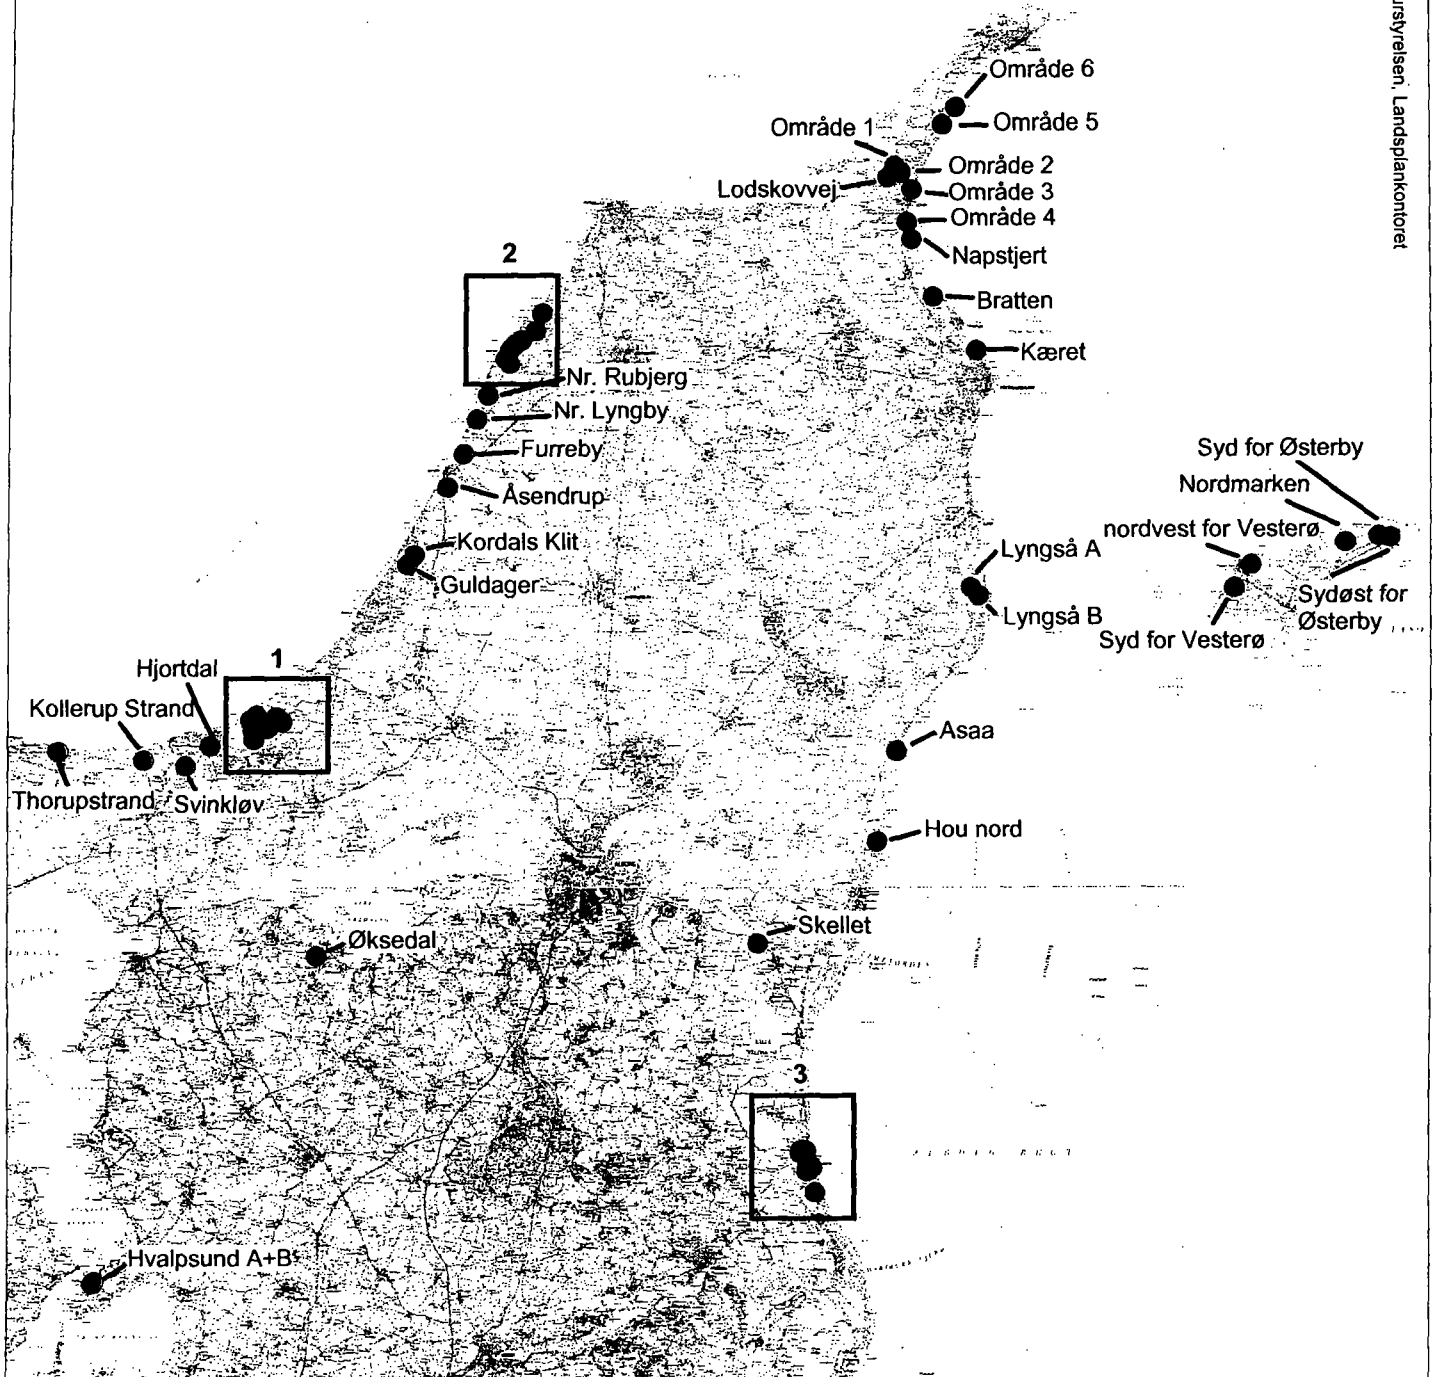 urstyrelsen, Landsplankontoret
Område 6
Område 5
Område 1
Område 2
Lodskovvej
Område 3
Område 4
Napstjert
2
Bratten
Kæret
Nr. Rubjerg
Nr. Lyngby
Furreby
Åsendrup
Syd for Østerby
Nordmarken
nordvest for Vesterø
Kordals Klit
Guldager
Lyngså A
Lyngså B
Sydøst for
Østerby
Syd for Vesterø
1
Hjortdal
Kollerup Strand
Thorupstrand
Svinkløv
Asaa
Hou nord
Skellet
Øksedal
3
Hvalpsund A+B